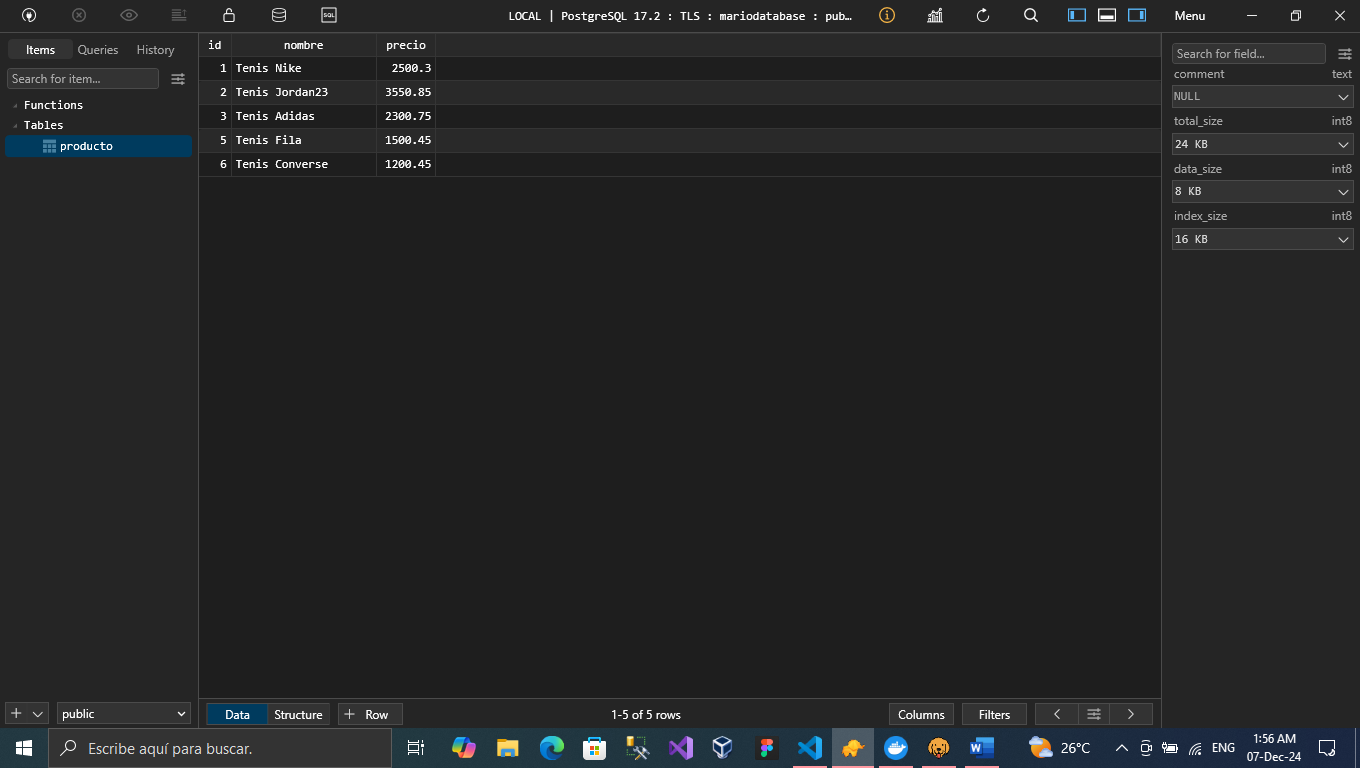 SQL
LOCAL | PostgreSQL 17.2 : TLS : mariodatabase : pub...
Menu
Items Queries History
Search for item...
Functions
Tables
producto
id nombre precio
1 Tenis Nike 2500.3
2 Tenis Jordan23 3550.85
3 Tenis Adidas 2300.75
5 Tenis Fila 1500.45
6 Tenis Converse 1200.45
Search for field...
comment text
NULL
total_size int8
24 KB
data_size int8
8 KB
index_size int8
16 KB
public
Data Structure
Row
1-5 of 5 rows
Columns
Filters
Escribe aquí para buscar.
26°C
ENG
1:56 AM
07-Dec-24